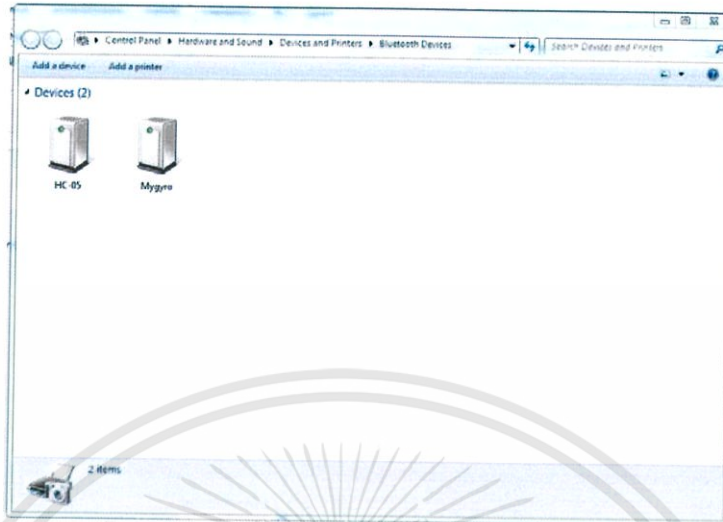 Control Panel ▸ Hardware and Sound ▸ Devices and Printers ▸ Bluetooth Devices
Search Devices and Printers
Add a device Add a printer
Devices (2)
HC-05 Mygyro
2 items